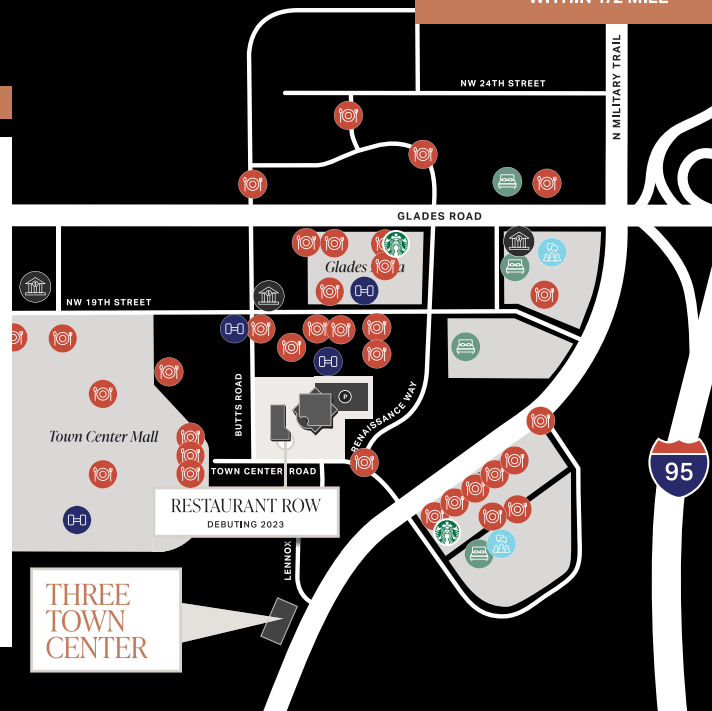 WITHIN 1/2 MILE
NW 24TH STREET
N MILITARY TRAIL
GLADES ROAD
Glades
NW 19TH STREET
BUTTS ROAD
P
RENAISSANCE WAY
Town Center Mall
TOWN CENTER ROAD
95
RESTAURANT ROW
DEBUTING 2023
LENNOX
THREE
TOWN
CENTER